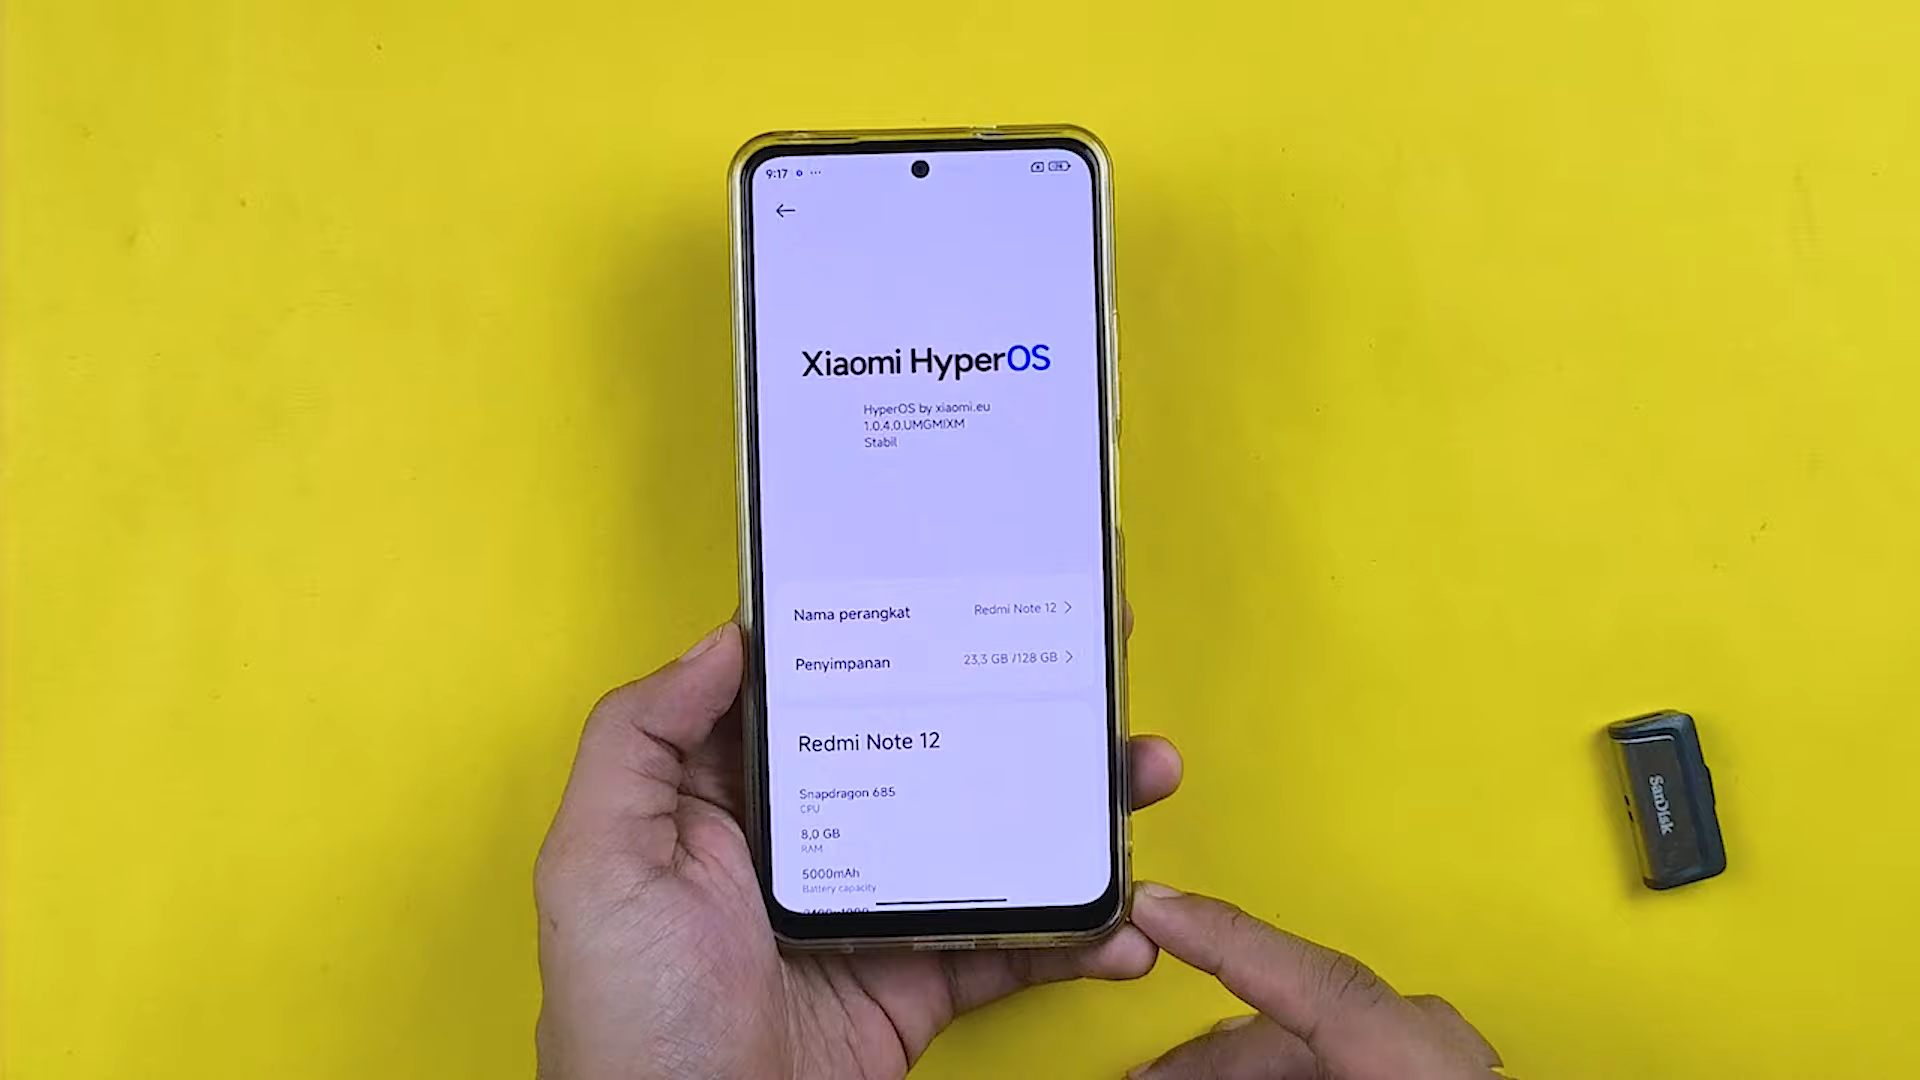 9:17
Xiaomi HyperOS
HyperOS by xiaomi.eu
1.0.4.0.UMGMIXM
Stabil
Nama perangkat
Redmi Note 12
Penyimpanan
23,3 GB /128 GB
Redmi Note 12
Snapdragon 685
CPU
8,0 GB
RAM
5000mAh
Battery capacity
SanDisk